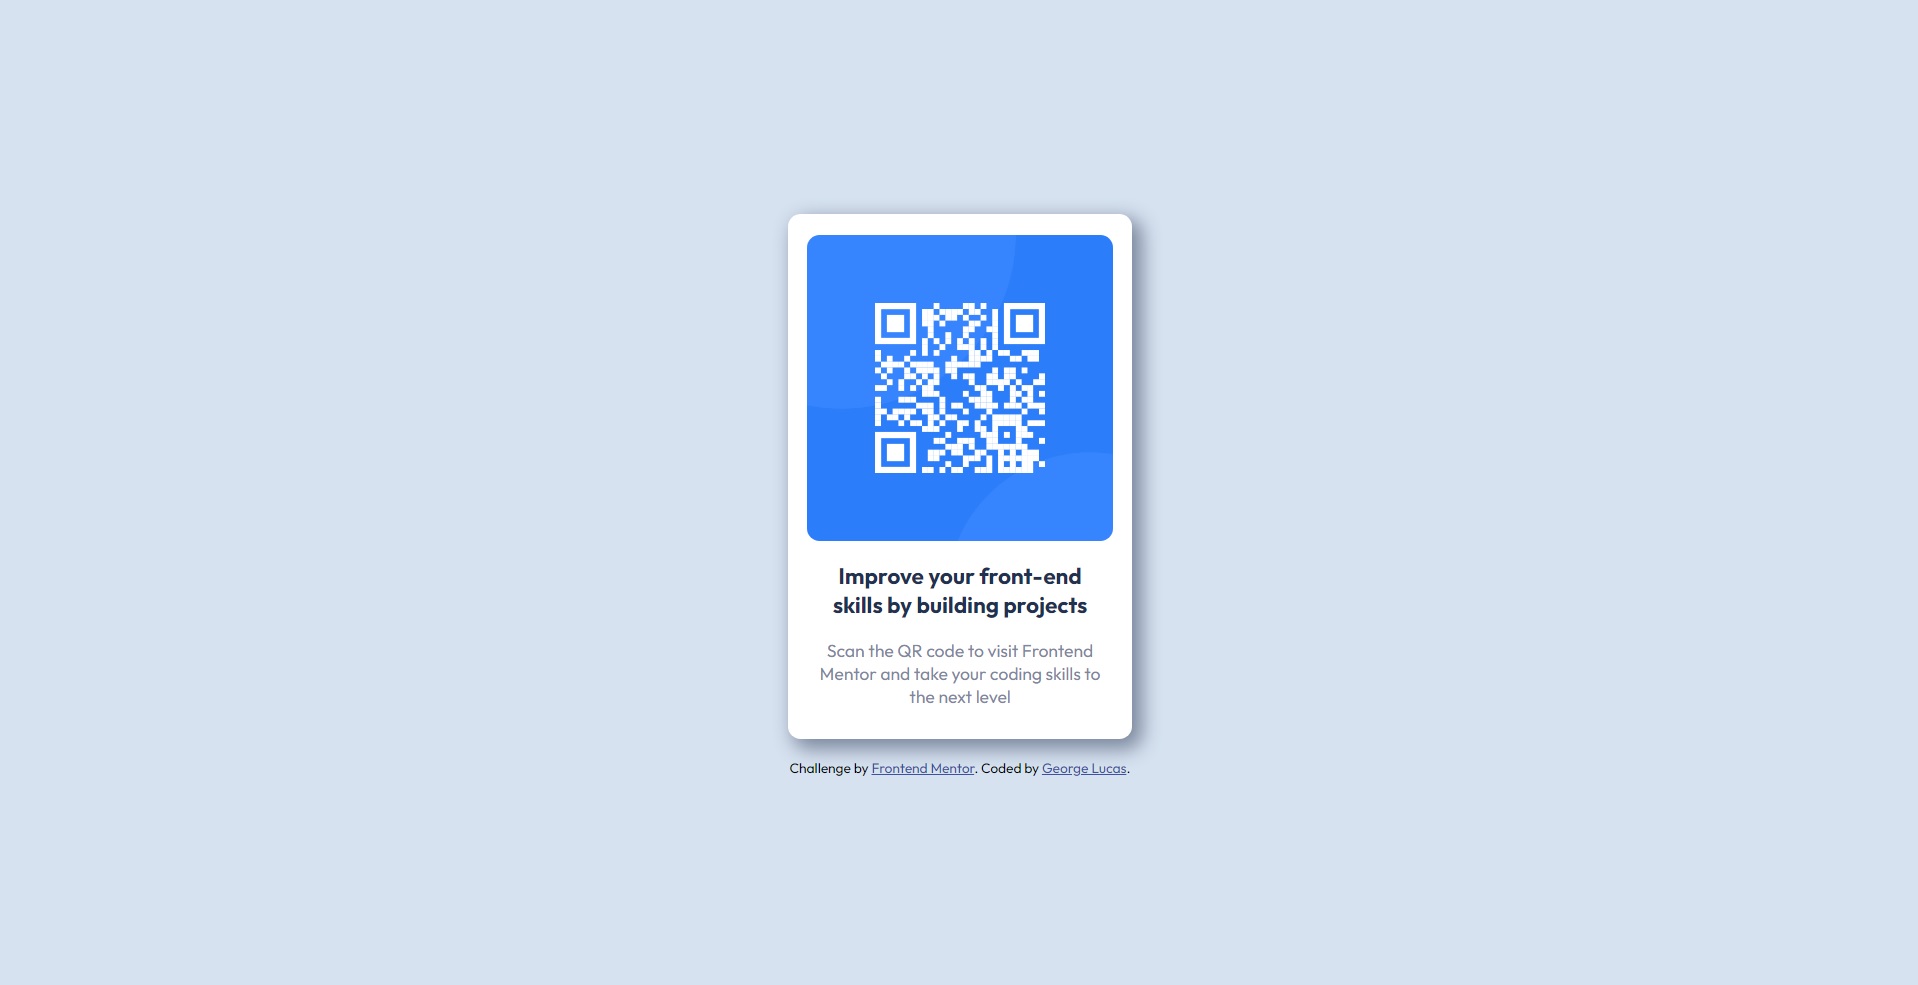 Improve your front-end
skills by building projects
Scan the QR code to visit Frontend
Mentor and take your coding skills to
the next level
Challenge by Frontend Mentor. Coded by George Lucas.